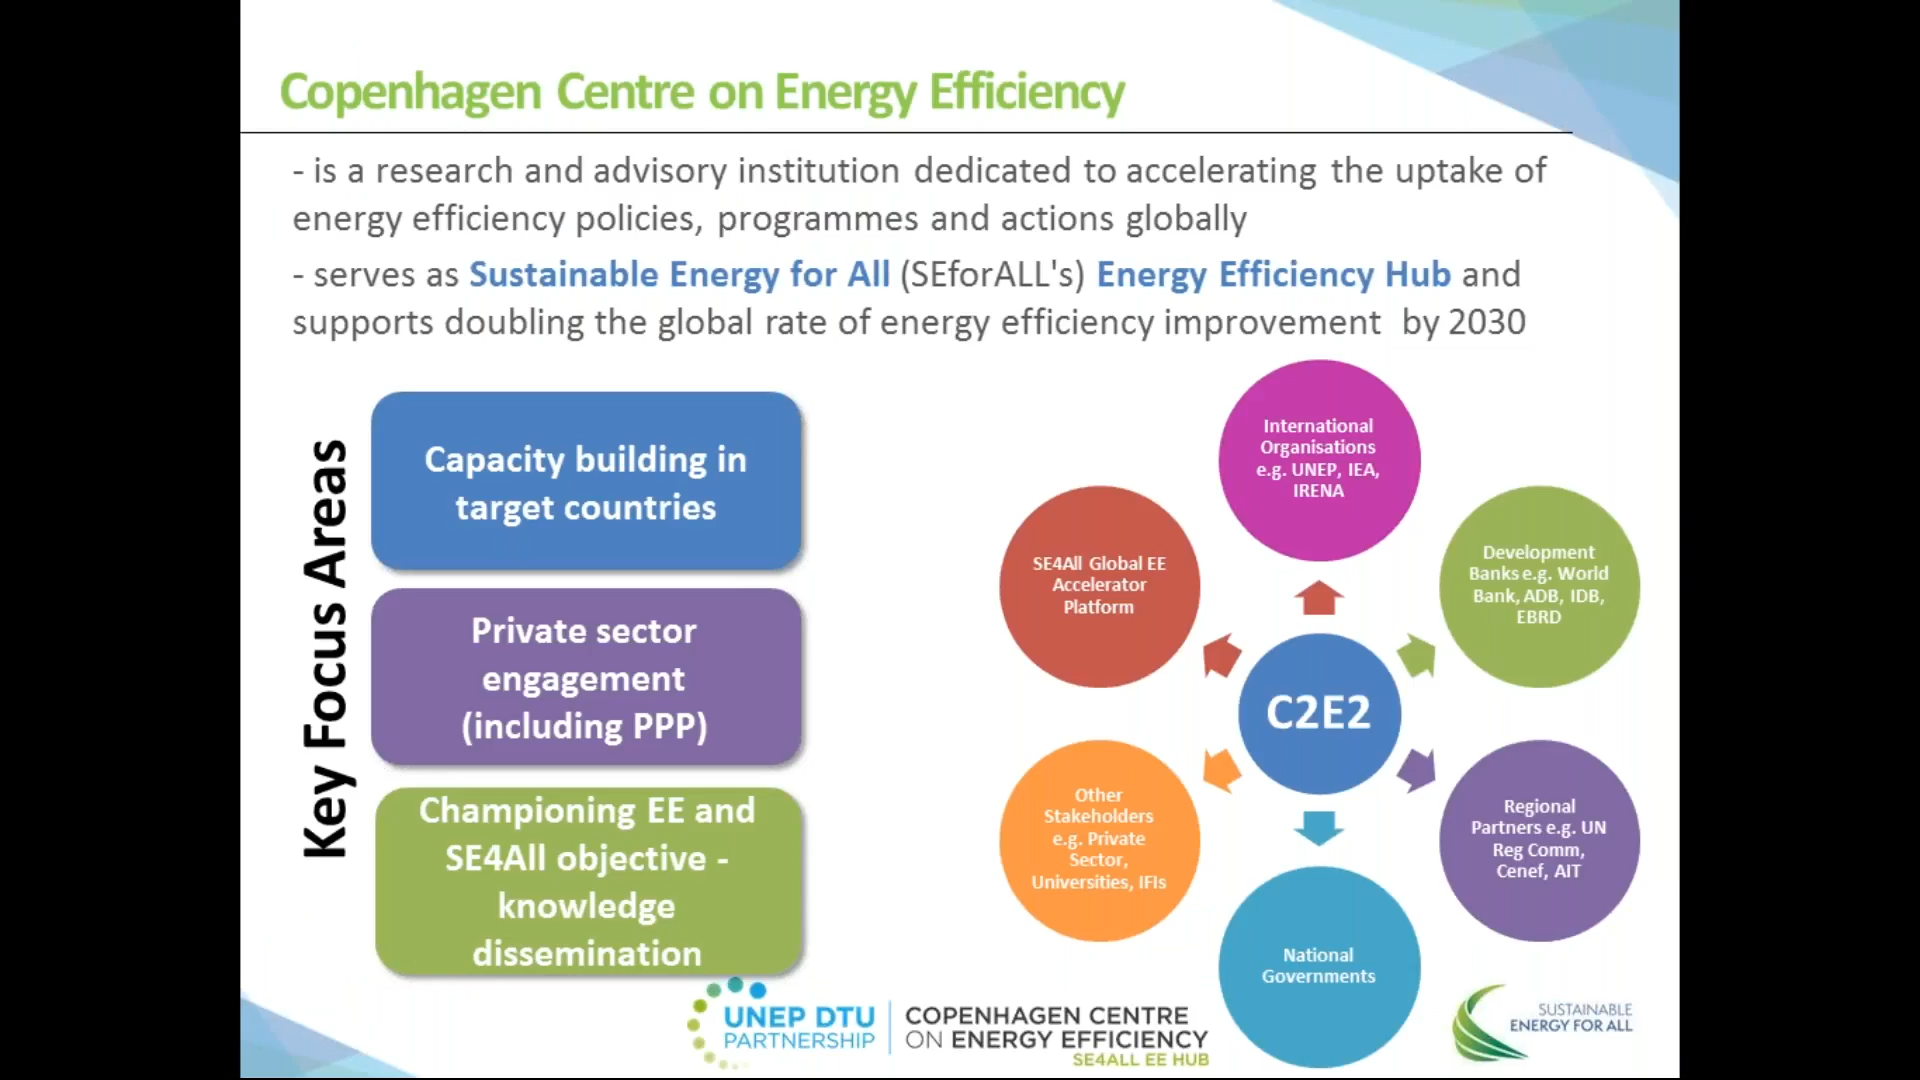 Copenhagen Centre on Energy Efficiency
- is a research and advisory institution dedicated to accelerating the uptake of
energy efficiency policies, programmes and actions globally
- serves as Sustainable Energy for All (SEforALL's) Energy Efficiency Hub and
supports doubling the global rate of energy efficiency improvement by 2030
Key Focus Areas
Capacity building in
target countries
Private sector
engagement
(including PPP)
Championing EE and
SE4All objective -
knowledge
dissemination
International
Organisations
e.g. UNEP, IEA,
IRENA
SE4All Global EE
Accelerator
Platform
Development
Banks e.g. World
Bank, ADB, IDB,
EBRD
C2E2
Other
Stakeholders
e.g. Private
Sector,
Universities, IFIs
Regional
Partners e.g. UN
Reg Comm,
Cenef, AIT
National
Governments
UNEP DTU
PARTNERSHIP
COPENHAGEN CENTRE
ON ENERGY EFFICIENCY
SE4ALL EE HUB
SUSTAINABLE
ENERGY FOR ALL